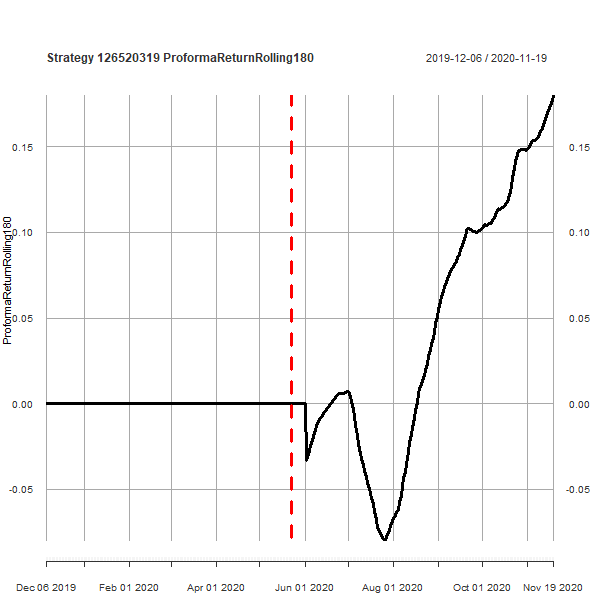 Strategy 126520319 ProformaReturnRolling180
2019-12-06 / 2020-11-19
ProformaReturnRolling180
0.15
0.10
0.05
0.00
-0.05
0.15
0.10
0.05
0.00
-0.05
Dec 06 2019
Feb 01 2020
Apr 01 2020
Jun 01 2020
Aug 01 2020
Oct 01 2020
Nov 19 2020